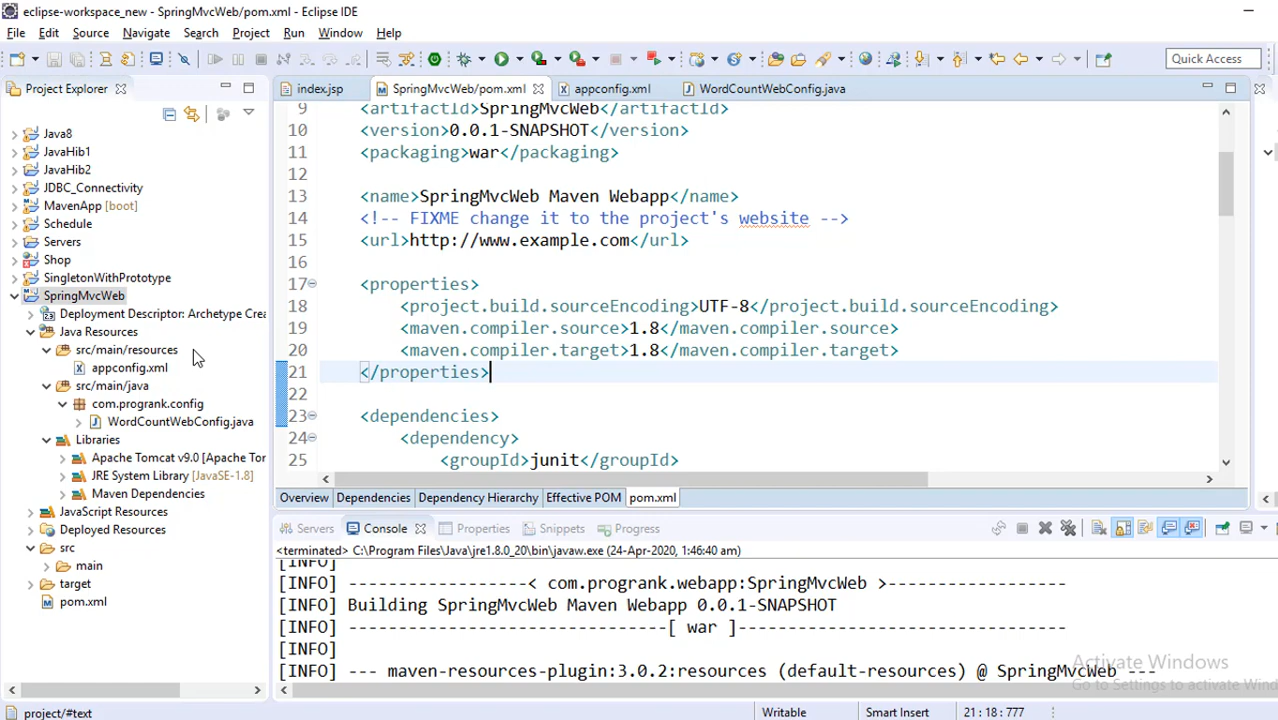 eclipse-workspace_new - SpringMvcWeb/pom.xml - Eclipse IDE
File Edit Source Navigate Search Project Run Window Help
Quick Access
Project Explorer
Java8
JavaHib1
JavaHib2
JDBC_Connectivity
MavenApp [boot]
Schedule
Servers
Shop
SingletonWithPrototype
SpringMvcWeb
Deployment Descriptor: Archetype Crea
Java Resources
src/main/resources
appconfig.xml
src/main/java
com.progrank.config
WordCountWebConfig.java
Libraries
Apache Tomcat v9.0 [Apache Tor
JRE System Library [JavaSE-1.8]
Maven Dependencies
JavaScript Resources
Deployed Resources
src
main
target
pom.xml
index.jsp SpringMvcWeb/pom.xml appconfig.xml WordCountWebConfig.java
9 <artifactId>SpringMvcWeb</artifactId>
10 <version>0.0.1-SNAPSHOT</version>
11 <packaging>war</packaging>
12
13 <name>SpringMvcWeb Maven Webapp</name>
14 <!-- FIXME change it to the project's website -->
15 <url>http://www.example.com</url>
16
17 <properties>
18 <project.build.sourceEncoding>UTF-8</project.build.sourceEncoding>
19 <maven.compiler.source>1.8</maven.compiler.source>
20 <maven.compiler.target>1.8</maven.compiler.target>
21 </properties>
22
23 <dependencies>
24 <dependency>
25 <groupId>junit</groupId>
Overview Dependencies Dependency Hierarchy Effective POM pom.xml
Servers Console Properties Snippets Progress
<terminated> C:\Program Files\Java\jre1.8.0_20\bin\javaw.exe (24-Apr-2020, 1:46:40 am)
[INFO]
[INFO] ------------------< com.progrank.webapp:SpringMvcWeb >------------------
[INFO] Building SpringMvcWeb Maven Webapp 0.0.1-SNAPSHOT
[INFO] --------------------------------[ war ]---------------------------------
[INFO]
[INFO] --- maven-resources-plugin:3.0.2:resources (default-resources) @ SpringMvcWeb ---
Activate Windows
Go to Settings to activate Wind
project/#text
Writable Smart Insert 21 : 18 : 777